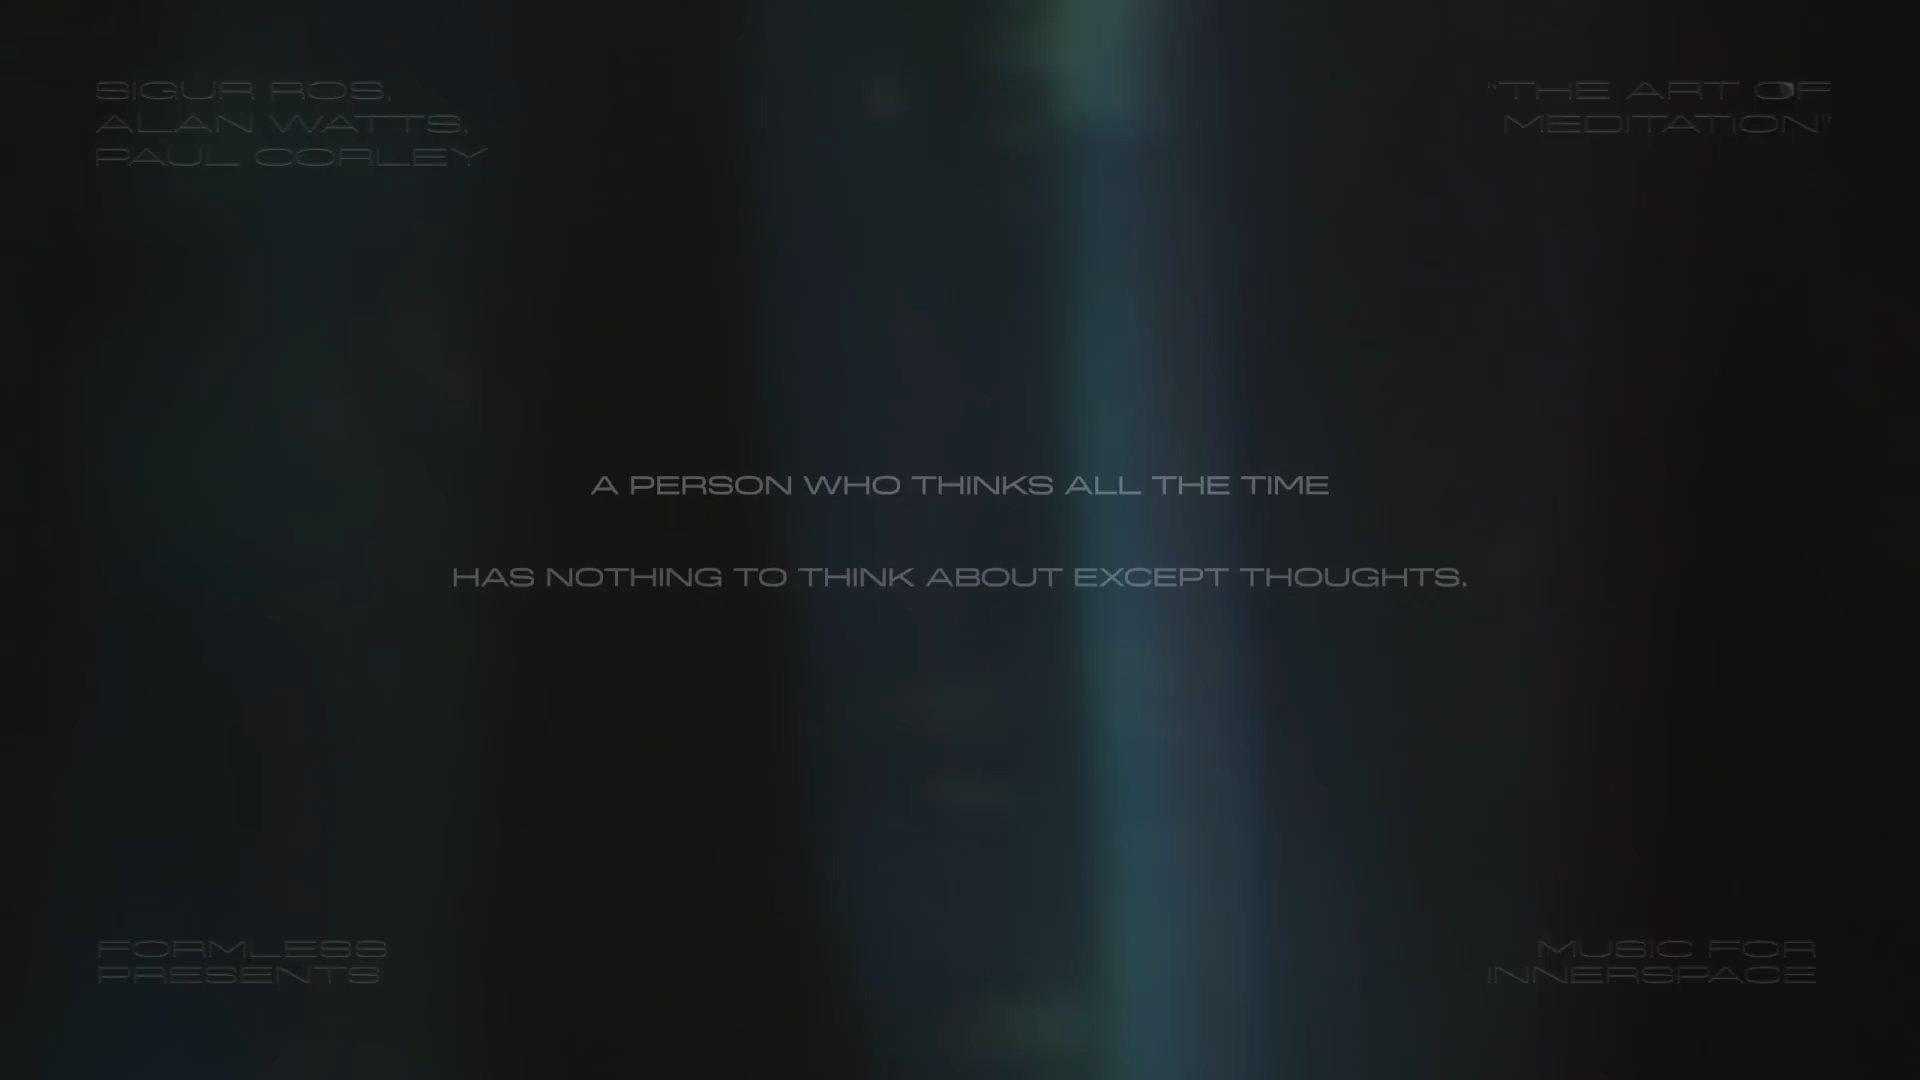 SIGUR ROS,
ALAN WATTS,
PAUL CORLEY
"THE ART OF
MEDITATION"
A PERSON WHO THINKS ALL THE TIME
HAS NOTHING TO THINK ABOUT EXCEPT THOUGHTS.
FORMLESS
PRESENTS
MUSIC FOR
INNERSPACE